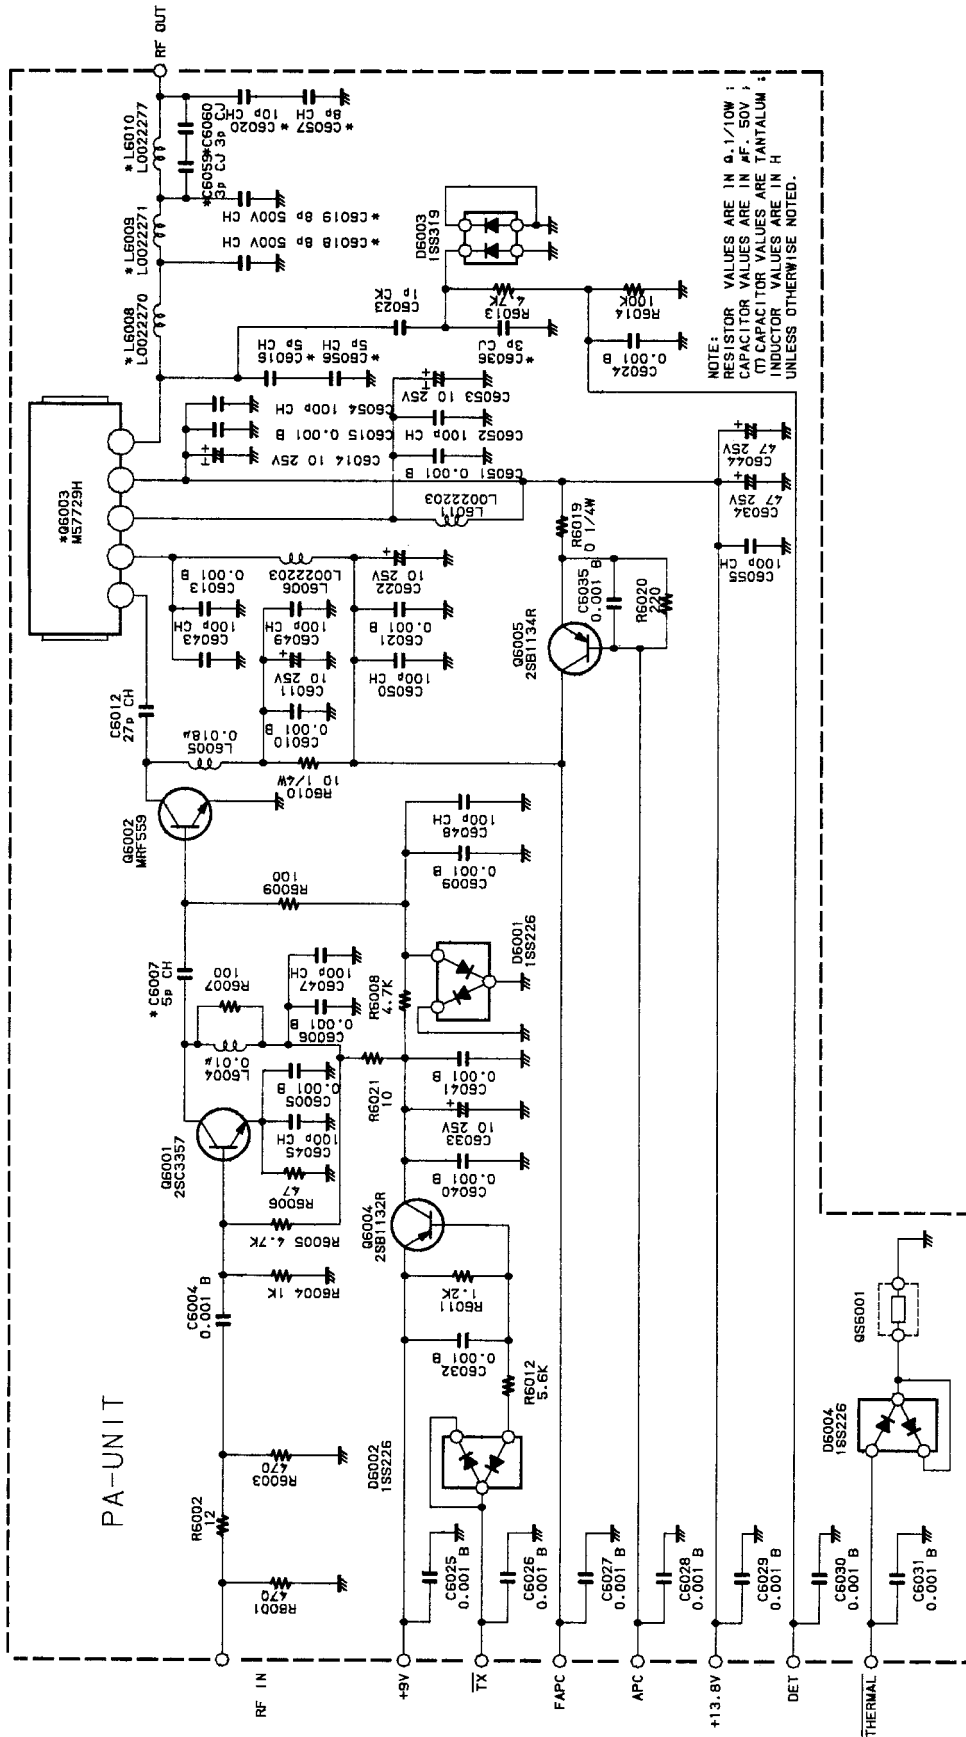 PA-UNIT
RF IN
+9V
TX
FAPC
APC
+13.8V
DET
THERMAL
RF OUT
R6001
470
R6002
12
R6003
470
C6004
0.001 B
R6004 1K
R6005 4.7K
R6006
47
C6045
100p CH
C6005
0.001 B
Q6001
2SC3357
L6004
0.01μ
R6007
100
C6006
0.001 B
C6047
100p CH
*C6007
5p CH
R6009
100
Q6002
MRF559
L6005
0.018μ
C6012
27p CH
R6010
10 1/4W
C6010
0.001 B
C6011
10 25V
C6049
100p CH
L6006
L0022203
C6043
100p CH
C6013
0.001 B
C6050
100p CH
C6021
0.001 B
C6022
10 25V
*Q6003
M57729H
C6014 10 25V
C6015 0.001 B
C6054 100p CH
*L6008
L0022270
*L6009
L0022271
*L6010
L0022277
*C6016
5p CH
*C6056
5p CH
*C6018 8p 500V CH
*C6019 8p 500V CH
*C6059
3p CJ
*C6060
3p CJ
*C6020
10p CH
*C6057
8p CH
C6023
1p CK
*C6036
3p CJ
R6013
4.7K
D6003
1SS319
R6014
100K
C6024
0.001 B
L6011
L0022203
C6051 0.001 B
C6052 100p CH
C6053 10 25V
R6019
0 1/4W
C6035
0.001 B
R6020
220
Q6005
2SB1134R
C6055
100p CH
C6034
47 25V
C6044
47 25V
R6021
10
R6008
4.7K
D6001
1SS226
C6009
0.001 B
C6048
100p CH
C6040
0.001 B
C6033
10 25V
C6041
0.001 B
Q6004
2SB1132R
R6011
1.2K
C6032
0.001 B
R6012
5.6K
D6002
1SS226
C6025
0.001 B
C6026
0.001 B
C6027
0.001 B
C6028
0.001 B
C6029
0.001 B
C6030
0.001 B
C6031
0.001 B
D6004
1SS226
QS6001
NOTE:
RESISTOR VALUES ARE IN Ω,1/10W ;
CAPACITOR VALUES ARE IN μF, 50V ;
(T) CAPACITOR VALUES ARE TANTALUM ;
INDUCTOR VALUES ARE IN H
UNLESS OTHERWISE NOTED.